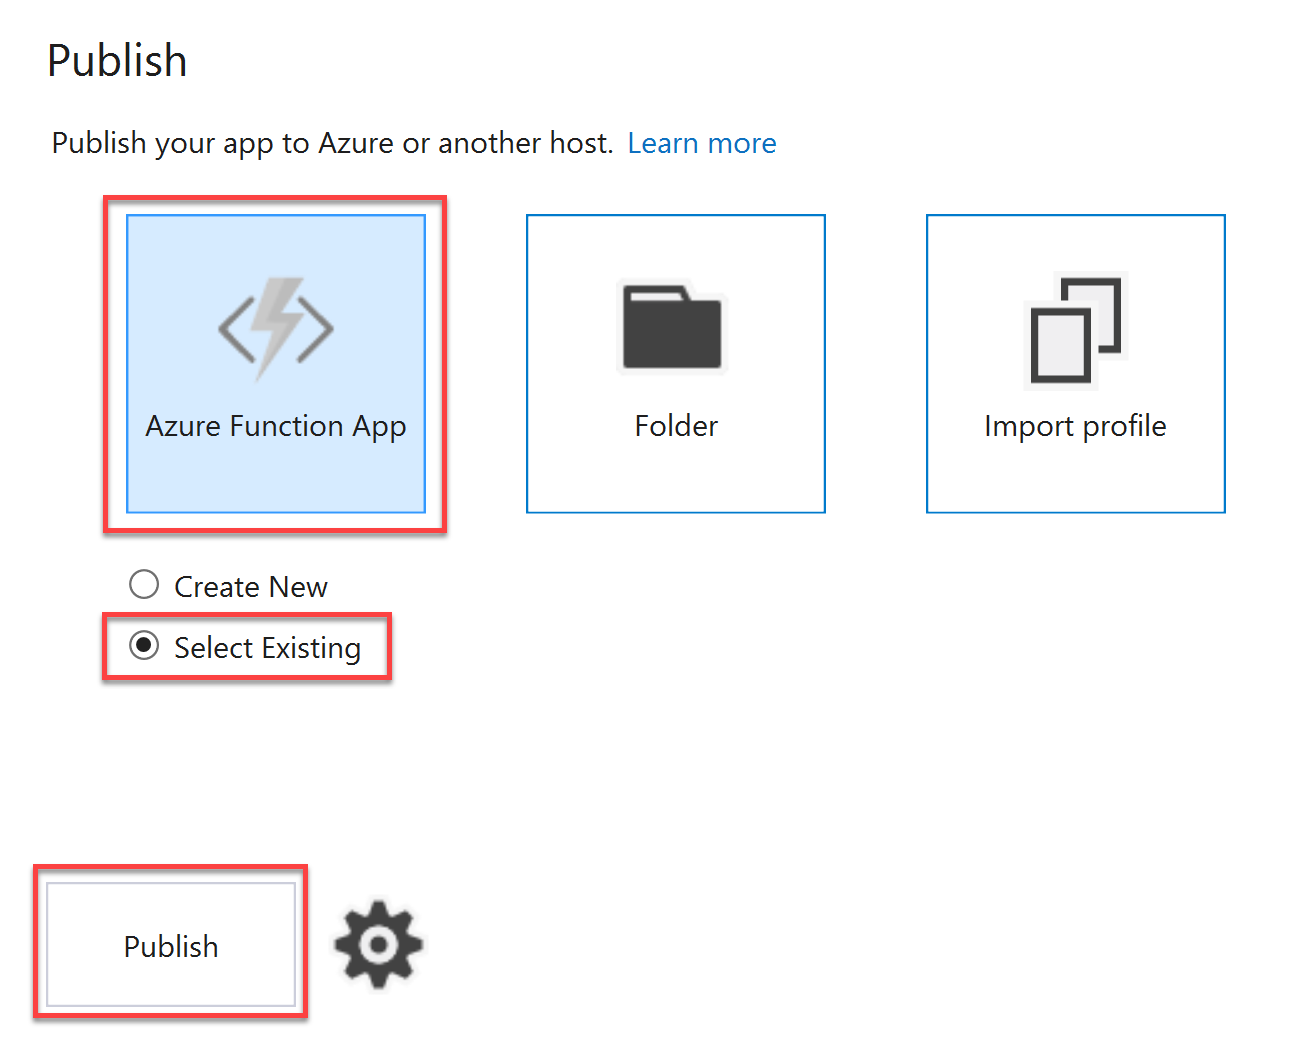 Publish
Publish your app to Azure or another host. Learn more
Azure Function App
Folder
Import profile
Create New
Select Existing
Publish